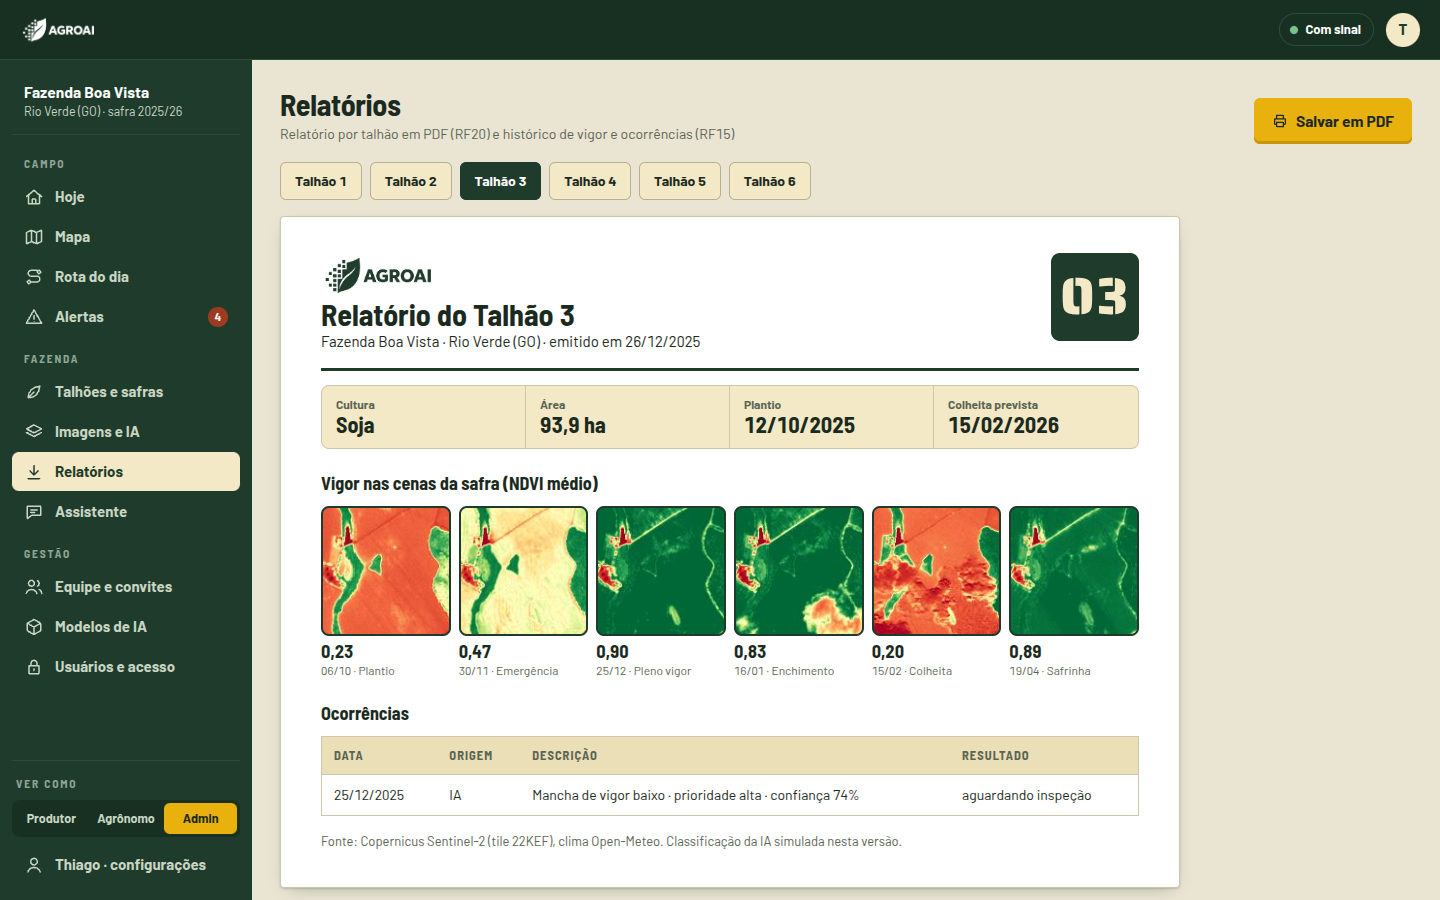 AGROAI
Com sinal
T
Fazenda Boa Vista
Rio Verde (GO) · safra 2025/26
CAMPO
Hoje
Mapa
Rota do dia
Alertas
4
FAZENDA
Talhões e safras
Imagens e IA
Relatórios
Assistente
GESTÃO
Equipe e convites
Modelos de IA
Usuários e acesso
VER COMO
Produtor Agrônomo Admin
Thiago · configurações
Relatórios
Relatório por talhão em PDF (RF20) e histórico de vigor e ocorrências (RF15)
Salvar em PDF
Talhão 1 Talhão 2 Talhão 3 Talhão 4 Talhão 5 Talhão 6
AGROAI
03
Relatório do Talhão 3
Fazenda Boa Vista · Rio Verde (GO) · emitido em 26/12/2025
Cultura Área Plantio Colheita prevista
Soja 93,9 ha 12/10/2025 15/02/2026
Vigor nas cenas da safra (NDVI médio)
0,23 0,47 0,90 0,83 0,20 0,89
06/10 · Plantio 30/11 · Emergência 25/12 · Pleno vigor 16/01 · Enchimento 15/02 · Colheita 19/04 · Safrinha
Ocorrências
DATA ORIGEM DESCRIÇÃO RESULTADO
25/12/2025 IA Mancha de vigor baixo · prioridade alta · confiança 74% aguardando inspeção
Fonte: Copernicus Sentinel-2 (tile 22KEF), clima Open-Meteo. Classificação da IA simulada nesta versão.